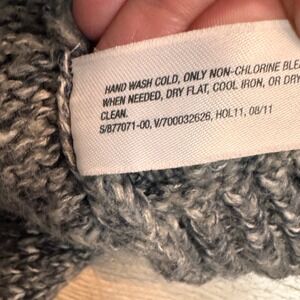 HAND WASH COLD, ONLY NON-CHLORINE
WHEN NEEDED, DRY FLAT, COOL IRON, OR DRY
CLEAN.
S/877071-00, V/700032626, HOL11, 08/11